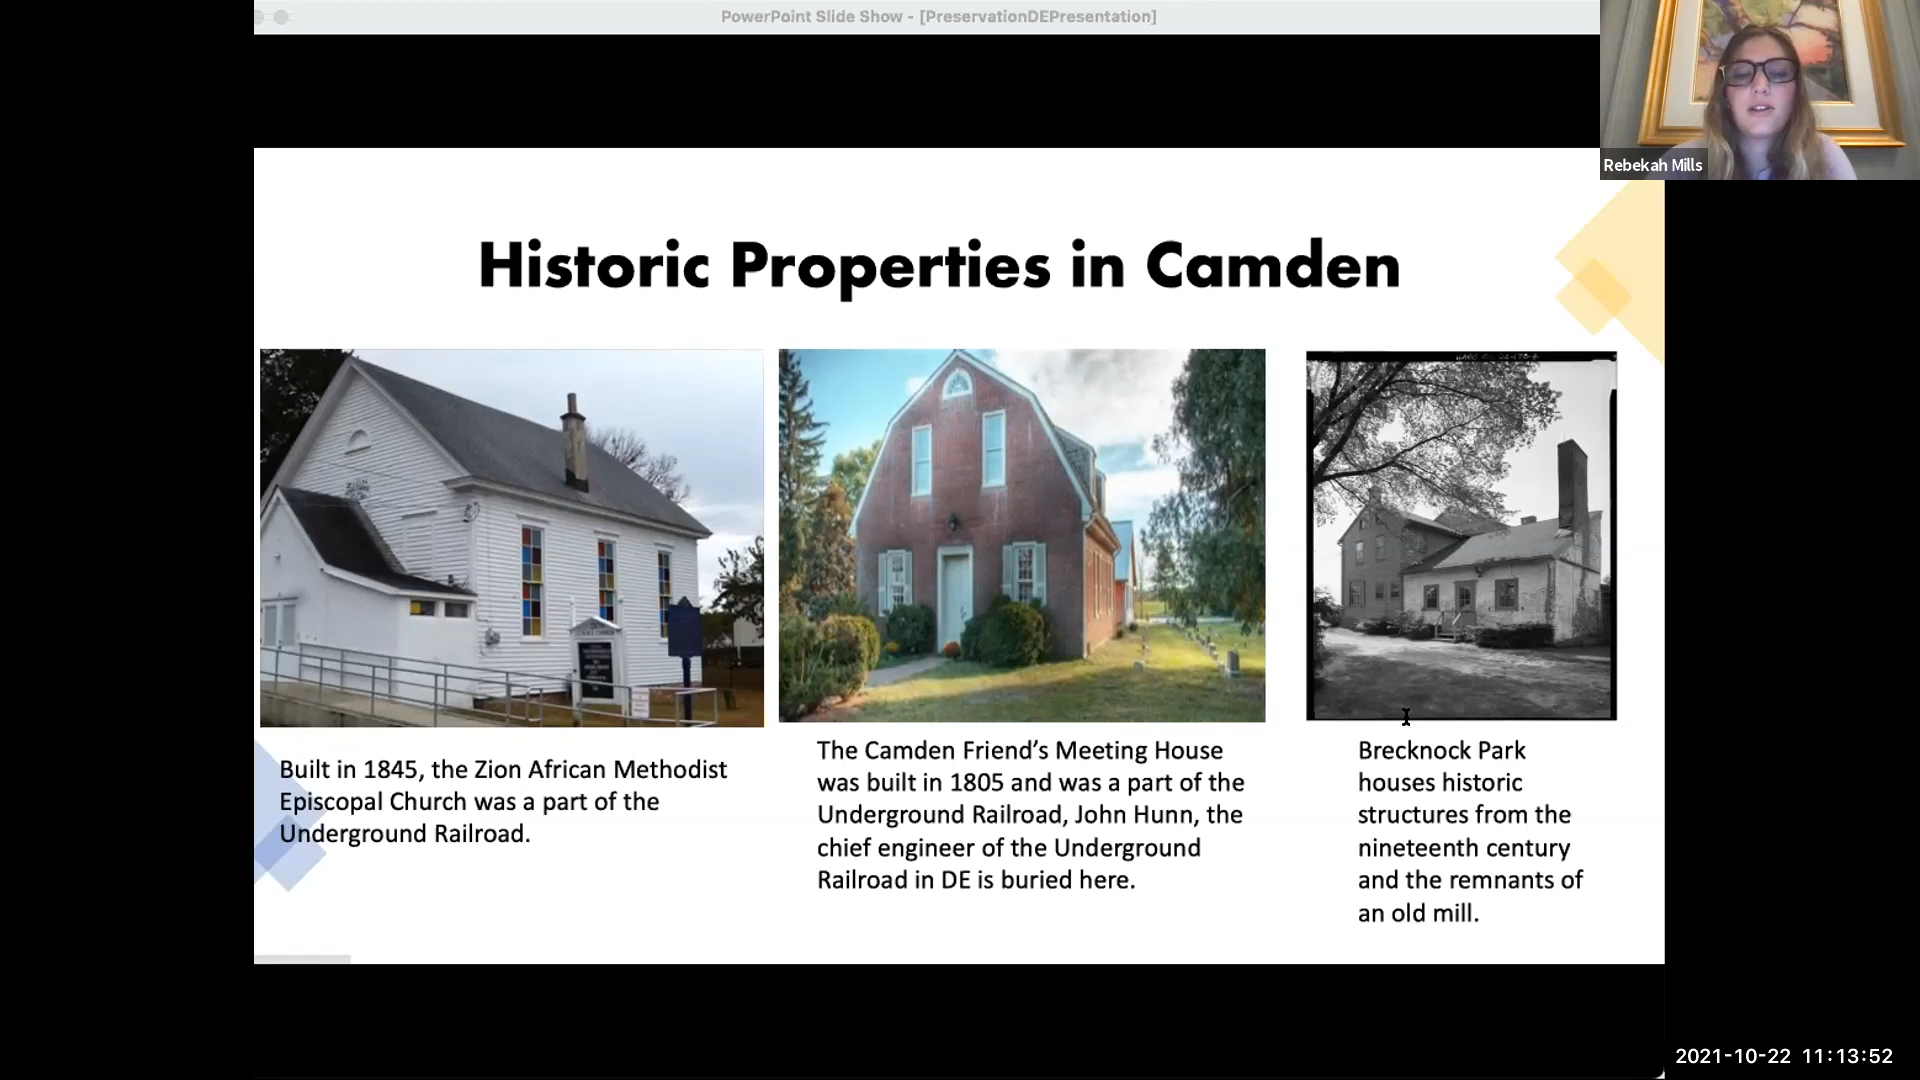 PowerPoint Slide Show - [PreservationDEPresentation]
Rebekah Mills
Historic Properties in Camden
Built in 1845, the Zion African Methodist
Episcopal Church was a part of the
Underground Railroad.
The Camden Friend’s Meeting House
was built in 1805 and was a part of the
Underground Railroad, John Hunn, the
chief engineer of the Underground
Railroad in DE is buried here.
Brecknock Park
houses historic
structures from the
nineteenth century
and the remnants of
an old mill.
2021-10-22 11:13:52